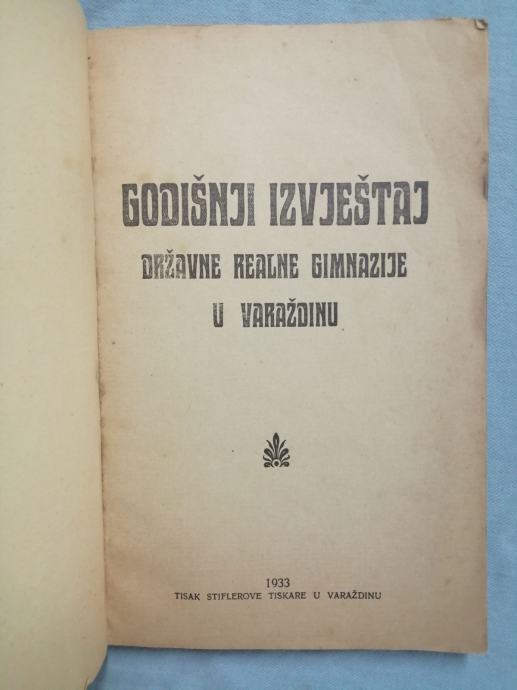 GODIŠNJI IZVJEŠTAJ
DRŽAVNE REALNE GIMNAZIJE
U VARAŽDINU
1933
TISAK STIFLEROVE TISKARE U VARAŽDINU